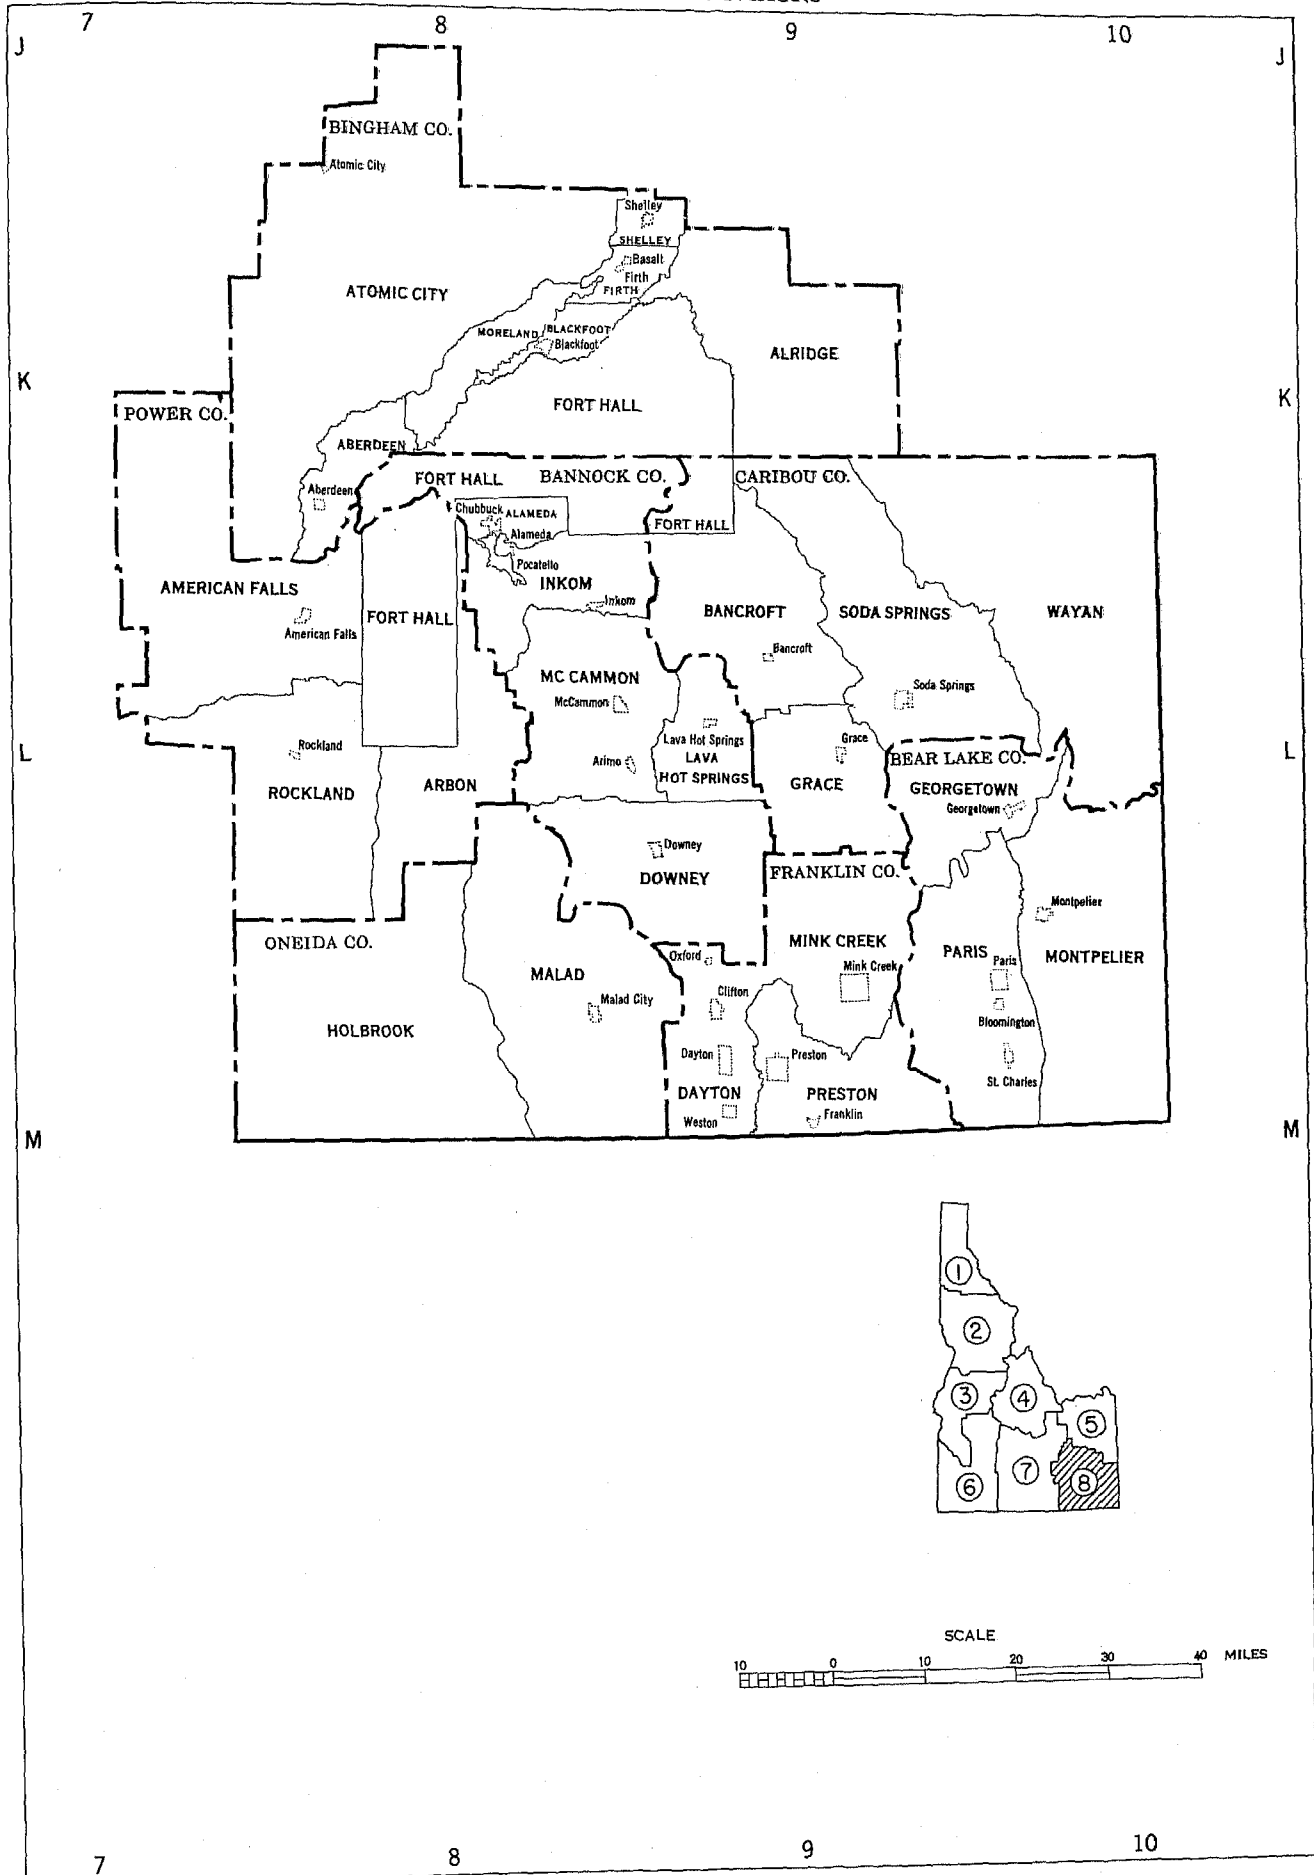 7
8
9
10
J
J
BINGHAM CO.
Atomic City
Shelley
SHELLEY
Basalt
Firth
FIRTH
ATOMIC CITY
MORELAND
BLACKFOOT
Blackfoot
ALRIDGE
K
K
POWER CO.
FORT HALL
ABERDEEN
FORT HALL
BANNOCK CO.
CARIBOU CO.
Aberdeen
Chubbuck
ALAMEDA
FORT HALL
Alameda
Pocatello
AMERICAN FALLS
INKOM
Inkom
BANCROFT
SODA SPRINGS
WAYAN
FORT HALL
American Falls
Bancroft
MC CAMMON
McCammon
Soda Springs
Rockland
Lava Hot Springs
Grace
L
L
LAVA
HOT SPRINGS
BEAR LAKE CO.
Arimo
ROCKLAND
ARBON
GRACE
GEORGETOWN
Georgetown
Downey
DOWNEY
FRANKLIN CO.
Montpelier
ONEIDA CO.
MINK CREEK
Oxford
PARIS
MONTPELIER
Paris
Mink Creek
MALAD
Malad City
Clifton
HOLBROOK
Bloomington
Dayton
Preston
St. Charles
DAYTON
PRESTON
Weston
Franklin
M
M
1
2
3
4
5
6
7
8
SCALE
10
0
10
20
30
40
MILES
7
8
9
10